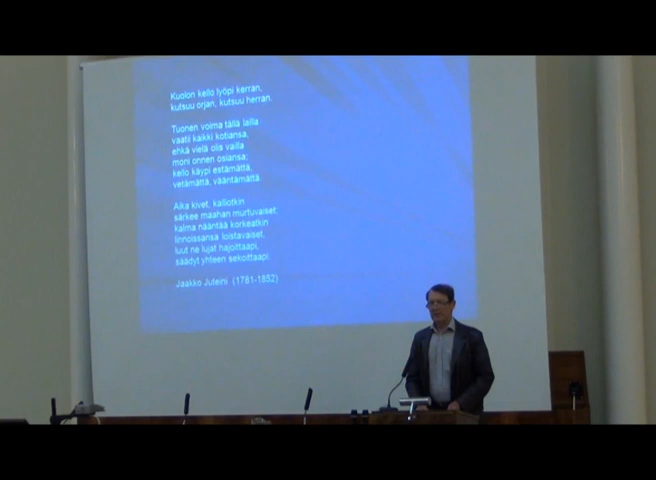 Kuolon kello lyöpi kerran,
kutsuu orjan, kutsuu herran.
Tuonen voima tällä lailla
vaatii kaikki kotiansa,
ehkä vielä olis vailla
moni onnen osiansa;
kello käypi estämättä,
vetämättä, vääntämättä.
Aika kivet, kalliotkin
särkee maahan murtuvaiset;
kalma nääntää korkeatkin
linnoissansa loistavaiset,
luut ne lujat hajoittaapi,
säädyt yhteen sekoittaapi.
Jaakko Juteini (1781-1852)